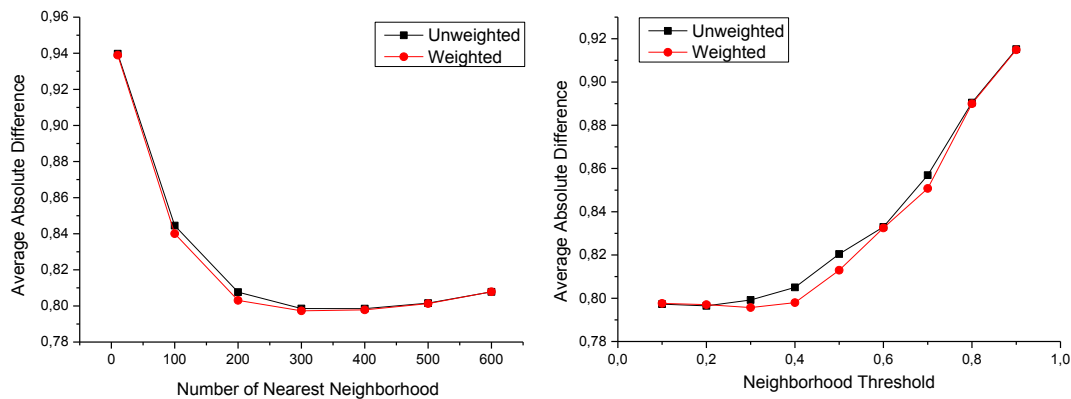 0,96
0,94
0,92
0,90
0,88
0,86
0,84
0,82
0,80
0,78
Average Absolute Difference
Unweighted
Weighted
0 100 200 300 400 500 600
Number of Nearest Neighborhood
0,92
0,90
0,88
0,86
0,84
0,82
0,80
0,78
Average Absolute Difference
Unweighted
Weighted
0,0 0,2 0,4 0,6 0,8 1,0
Neighborhood Threshold